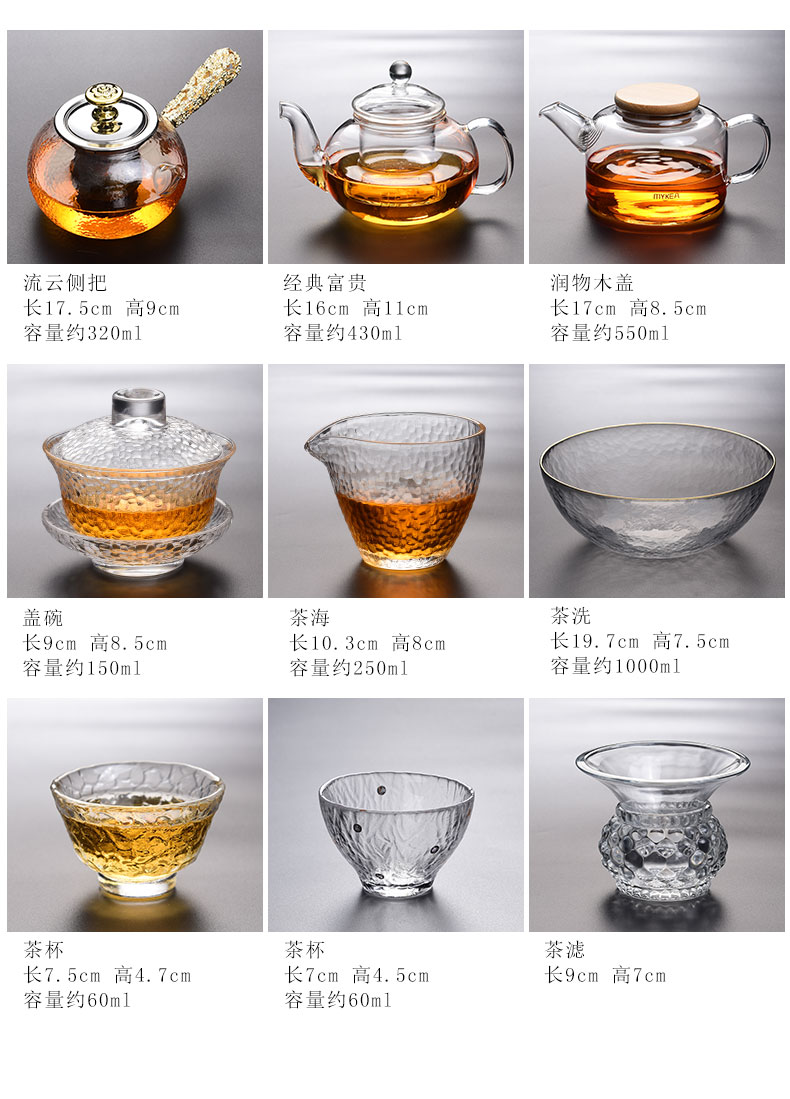 MYKEA
流云侧把
长17.5cm 高9cm
容量约320ml
经典富贵
长16cm 高11cm
容量约430ml
润物木盖
长17cm 高8.5cm
容量约550ml
盖碗
长9cm 高8.5cm
容量约150ml
茶海
长10.3cm 高8cm
容量约250ml
茶洗
长19.7cm 高7.5cm
容量约1000ml
茶杯
长7.5cm 高4.7cm
容量约60ml
茶杯
长7cm 高4.5cm
容量约60ml
茶滤
长9cm 高7cm